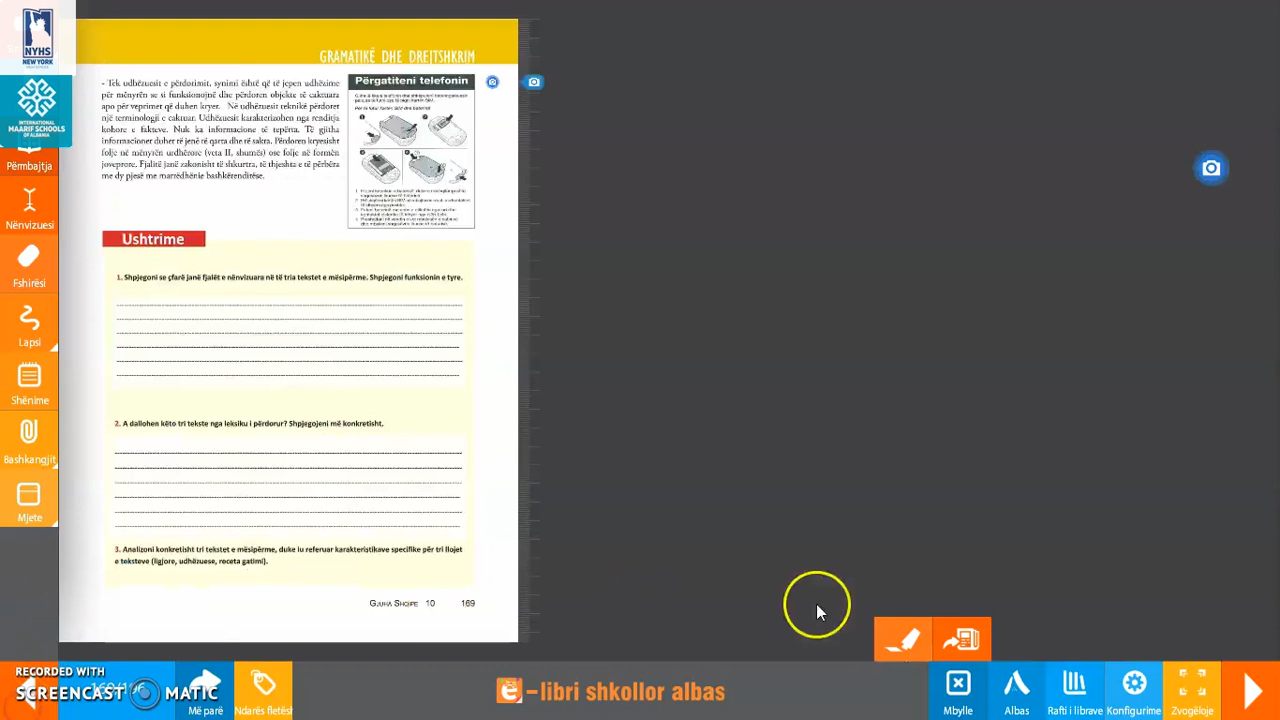 NYHS
NEW YORK
INTERNATIONAL
MAARIF SCHOOLS
OF ALBANIA
Përmbajtja
Nënvizuesi
Fshirësi
Lapsi
Shënime
Bashkangjit
Mjete
GRAMATIKË DHE DREJTSHKRIM
- Tek udhëzuesit e përdorimit, synimi është që të jepen udhëzime
për mënyrën se si funksionojnë dhe përdoren objekte të caktuara
apo për veprimet që duhen kryer. Në udhëzuesit teknikë përdoret
një terminologji e caktuar. Udhëzuesit karakterizohen nga renditja
kohore e fakteve. Nuk ka informacione të tepërta. Të gjitha
informacionet duhet të jenë të qarta dhe të sakta. Përdoren kryesisht
folje në mënyrën urdhërore (veta II, shumës) ose folje në formën
joveprore. Fjalitë janë zakonisht të shkurtra, të thjeshta e të përbëra
me dy pjesë me marrëdhënie bashkërenditëse.
Përgatiteni telefonin
Ushtrime
1. Shpjegoni se çfarë janë fjalët e nënvizuara në të tria tekstet e mësipërme. Shpjegoni funksionin e tyre.
2. A dallohen këto tri tekste nga leksiku i përdorur? Shpjegojeni më konkretisht.
3. Analizoni konkretisht tri tekstet e mësipërme, duke iu referuar karakteristikave specifike për tri llojet
e teksteve (ligjore, udhëzuese, receta gatimi).
GJUHA SHQIPE 10 169
RECORDED WITH
SCREENCAST MATIC
Më parë
Ndarës fletësh
e-libri shkollor albas
Mbylle
Albas
Rafti i librave
Konfigurime
Zvogëloje